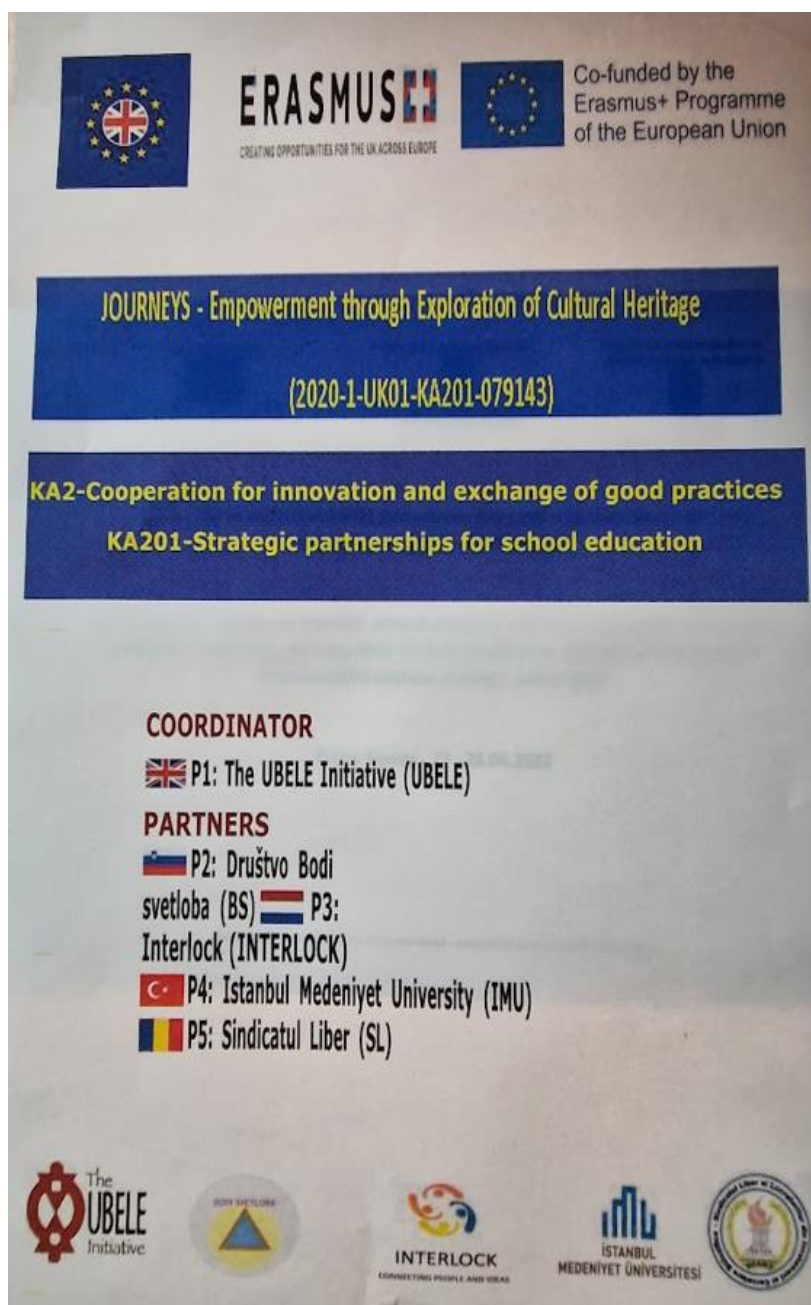 ERASMUS
CREATING OPPORTUNITIES FOR THE UK ACROSS EUROPE
Co-funded by the
Erasmus+ Programme
of the European Union
JOURNEYS - Empowerment through Exploration of Cultural Heritage
(2020-1-UK01-KA201-079143)
KA2-Cooperation for innovation and exchange of good practices
KA201-Strategic partnerships for school education
COORDINATOR
P1: The UBELE Initiative (UBELE)
PARTNERS
P2: Društvo Bodi
svetloba (BS) P3:
Interlock (INTERLOCK)
P4: Istanbul Medeniyet University (IMU)
P5: Sindicatul Liber (SL)
The
UBELE
Initiative
BODI SVETLOBA
INTERLOCK
CONNECTING PEOPLE AND IDEAS
İSTANBUL
MEDENİYET ÜNİVERSİTESİ